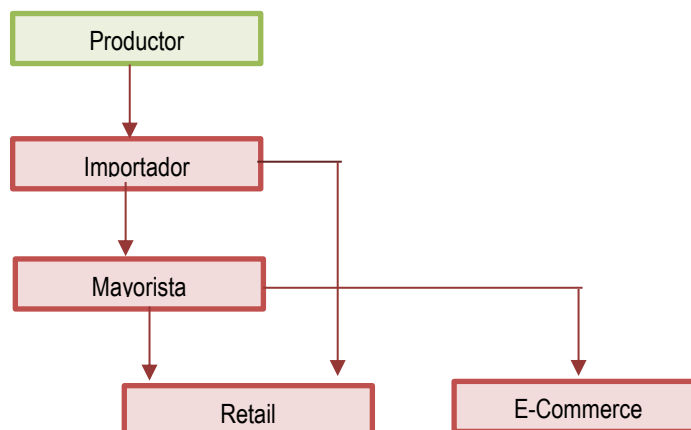 Productor
Importador
Mayorista
Retail
E-Commerce